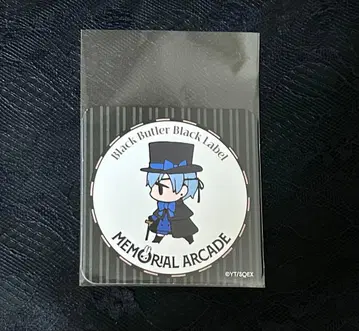 Black Butler Black Label
MEMORIAL ARCADE
©YT/SQEX